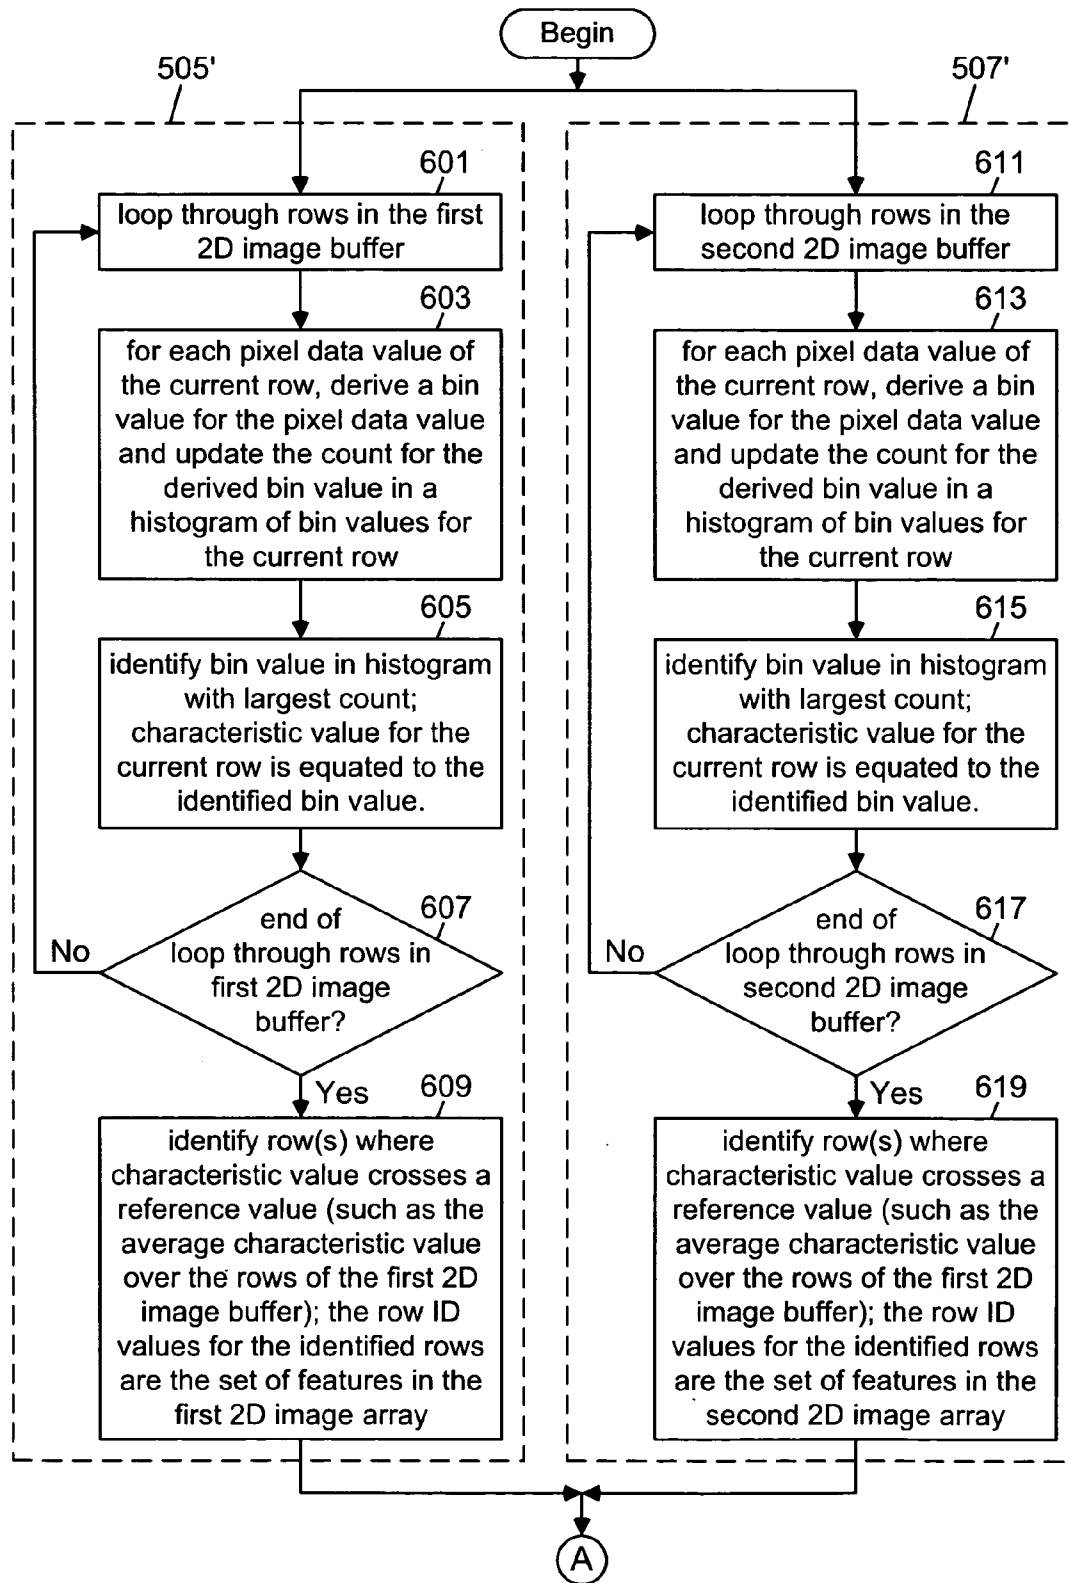 Begin
505'
507'
601
loop through rows in the first
2D image buffer
603
for each pixel data value of
the current row, derive a bin
value for the pixel data value
and update the count for the
derived bin value in a
histogram of bin values for
the current row
605
identify bin value in histogram
with largest count;
characteristic value for the
current row is equated to the
identified bin value.
607
end of
loop through rows in
first 2D image
buffer?
No
Yes
609
identify row(s) where
characteristic value crosses a
reference value (such as the
average characteristic value
over the rows of the first 2D
image buffer); the row ID
values for the identified rows
are the set of features in the
first 2D image array
611
loop through rows in the
second 2D image buffer
613
for each pixel data value of
the current row, derive a bin
value for the pixel data value
and update the count for the
derived bin value in a
histogram of bin values for
the current row
615
identify bin value in histogram
with largest count;
characteristic value for the
current row is equated to the
identified bin value.
617
end of
loop through rows in
second 2D image
buffer?
No
Yes
619
identify row(s) where
characteristic value crosses a
reference value (such as the
average characteristic value
over the rows of the first 2D
image buffer); the row ID
values for the identified rows
are the set of features in the
second 2D image array
A